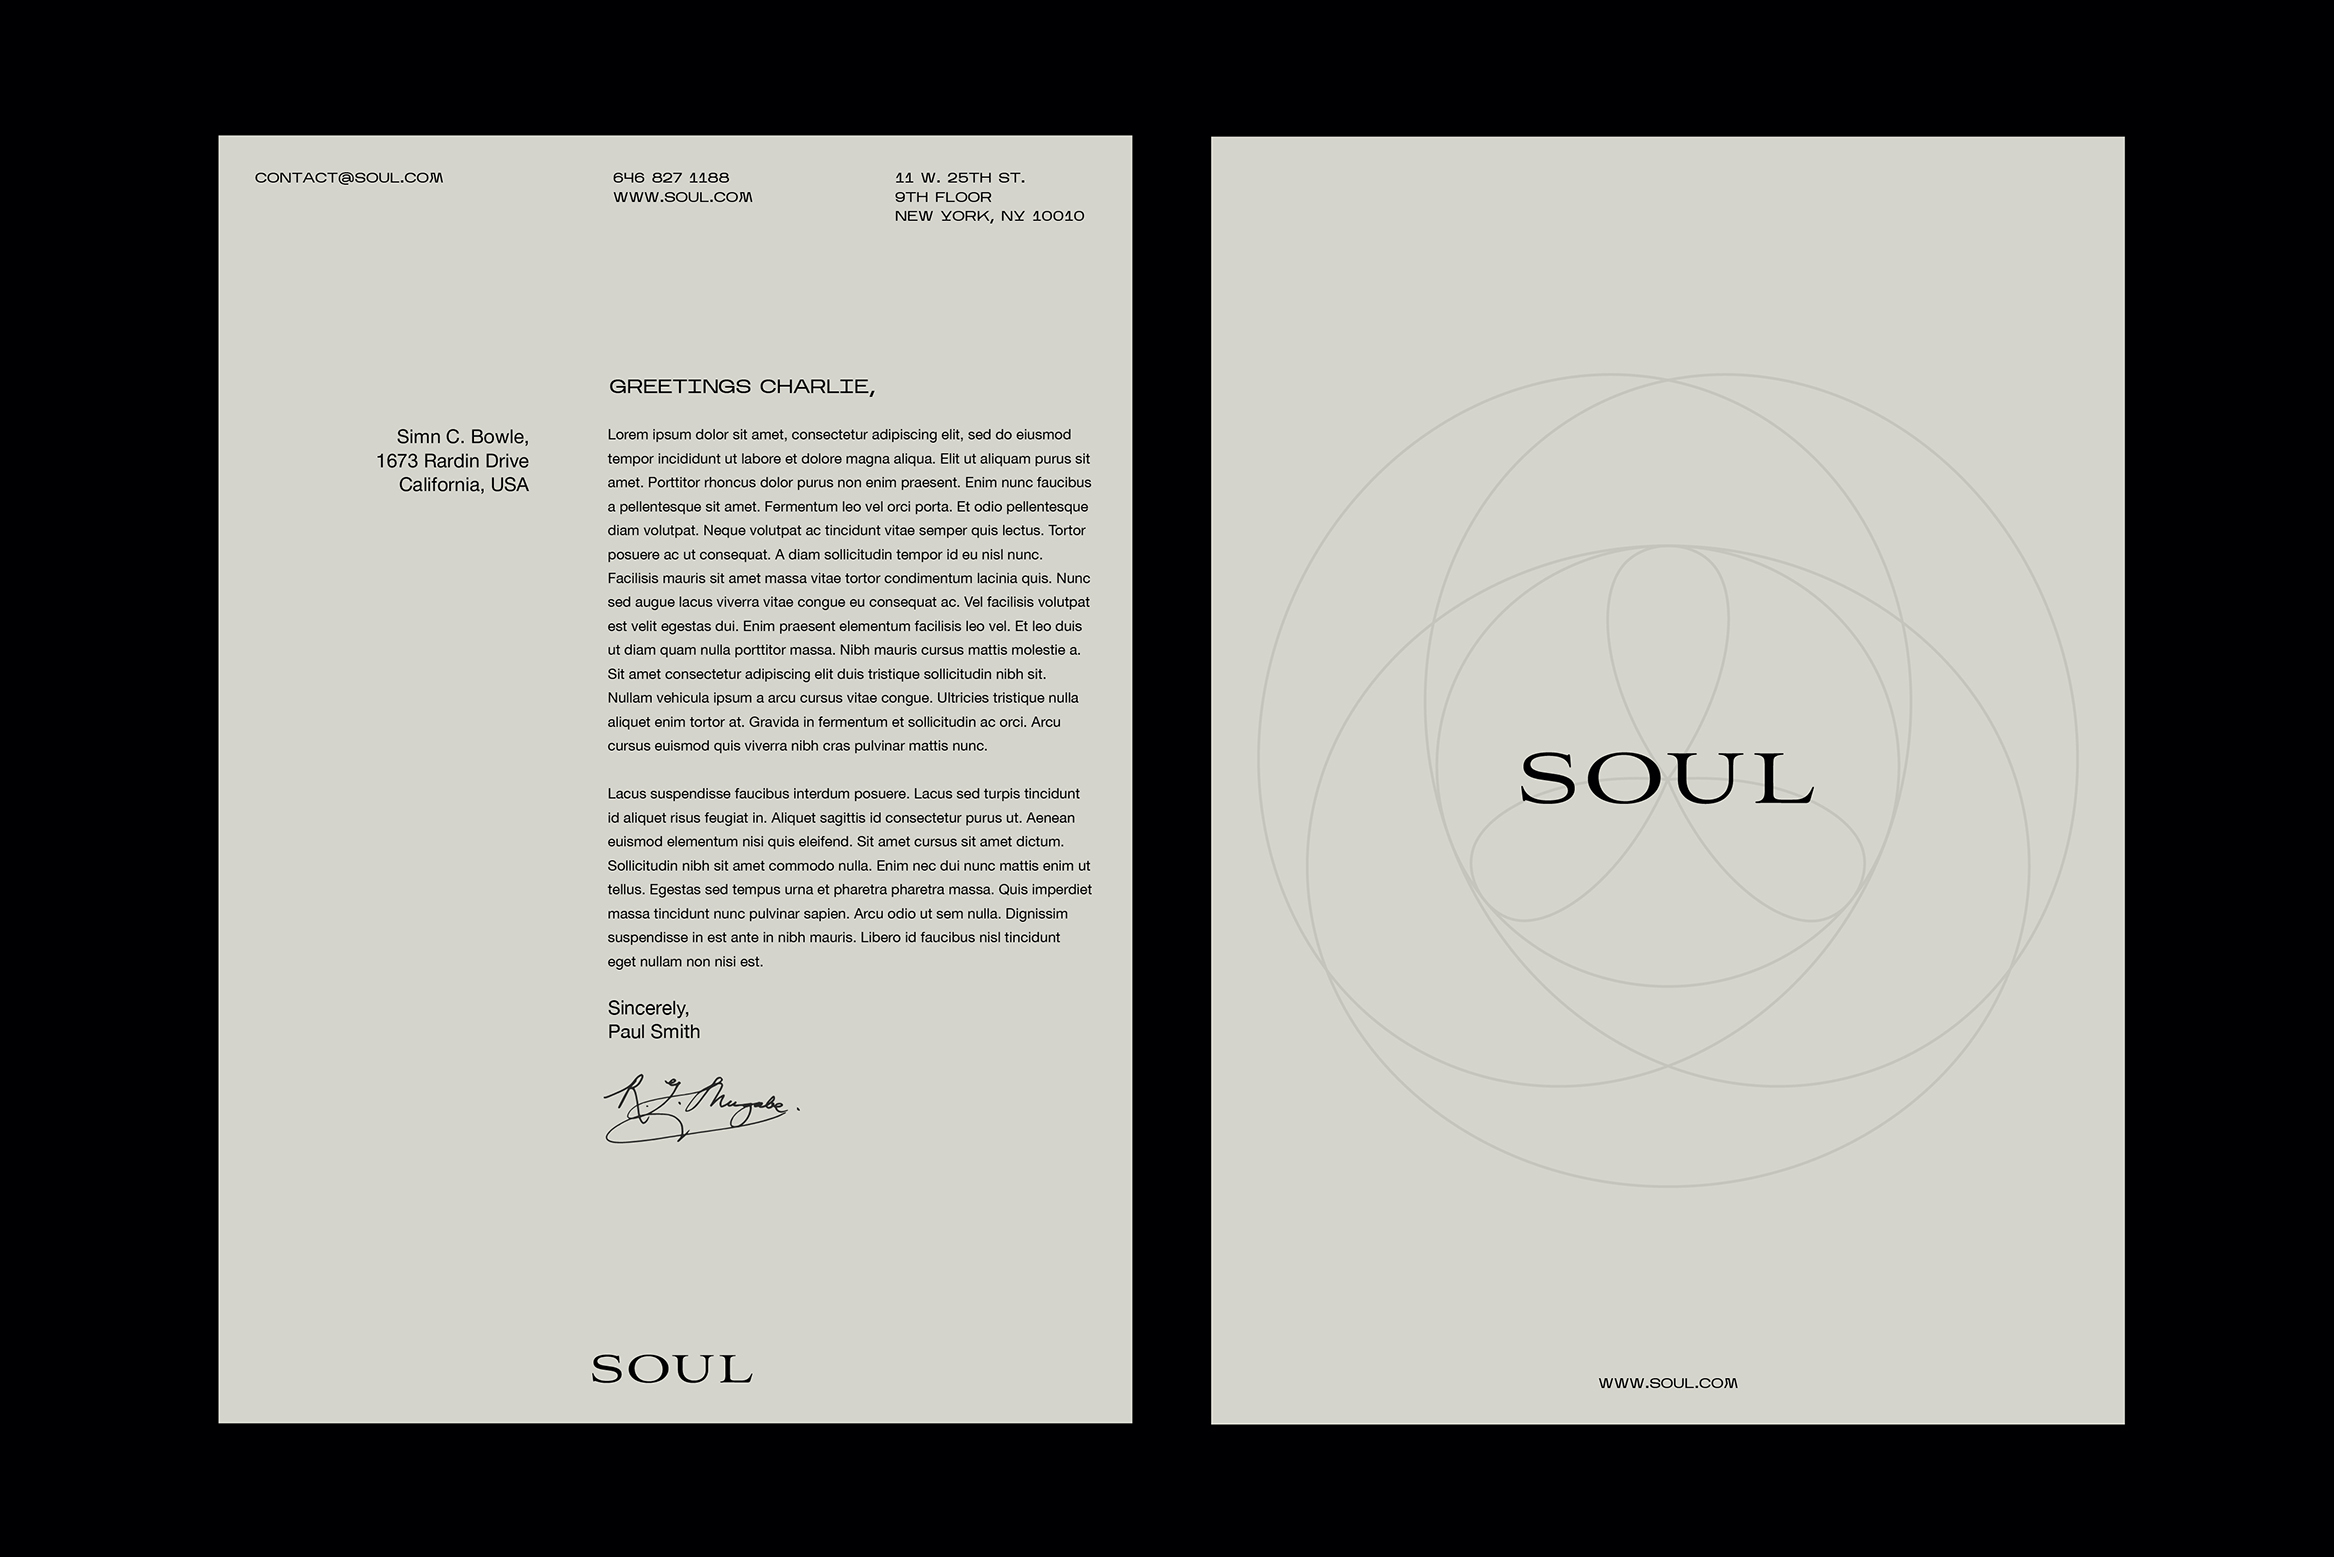 CONTACT@SOUL.COM
646 827 1188
WWW.SOUL.COM
11 W. 25TH ST.
9TH FLOOR
NEW YORK, NY 10010
GREETINGS CHARLIE,
Simn C. Bowle,
1673 Rardin Drive
California, USA
Lorem ipsum dolor sit amet, consectetur adipiscing elit, sed do eiusmod
tempor incididunt ut labore et dolore magna aliqua. Elit ut aliquam purus sit
amet. Porttitor rhoncus dolor purus non enim praesent. Enim nunc faucibus
a pellentesque sit amet. Fermentum leo vel orci porta. Et odio pellentesque
diam volutpat. Neque volutpat ac tincidunt vitae semper quis lectus. Tortor
posuere ac ut consequat. A diam sollicitudin tempor id eu nisl nunc.
Facilisis mauris sit amet massa vitae tortor condimentum lacinia quis. Nunc
sed augue lacus viverra vitae congue eu consequat ac. Vel facilisis volutpat
est velit egestas dui. Enim praesent elementum facilisis leo vel. Et leo duis
ut diam quam nulla porttitor massa. Nibh mauris cursus mattis molestie a.
Sit amet consectetur adipiscing elit duis tristique sollicitudin nibh sit.
Nullam vehicula ipsum a arcu cursus vitae congue. Ultricies tristique nulla
aliquet enim tortor at. Gravida in fermentum et sollicitudin ac orci. Arcu
cursus euismod quis viverra nibh cras pulvinar mattis nunc.
Lacus suspendisse faucibus interdum posuere. Lacus sed turpis tincidunt
id aliquet risus feugiat in. Aliquet sagittis id consectetur purus ut. Aenean
euismod elementum nisi quis eleifend. Sit amet cursus sit amet dictum.
Sollicitudin nibh sit amet commodo nulla. Enim nec dui nunc mattis enim ut
tellus. Egestas sed tempus urna et pharetra pharetra massa. Quis imperdiet
massa tincidunt nunc pulvinar sapien. Arcu odio ut sem nulla. Dignissim
suspendisse in est ante in nibh mauris. Libero id faucibus nisl tincidunt
eget nullam non nisi est.
Sincerely,
Paul Smith
R. G. Mugabe.
SOUL
SOUL
WWW.SOUL.COM